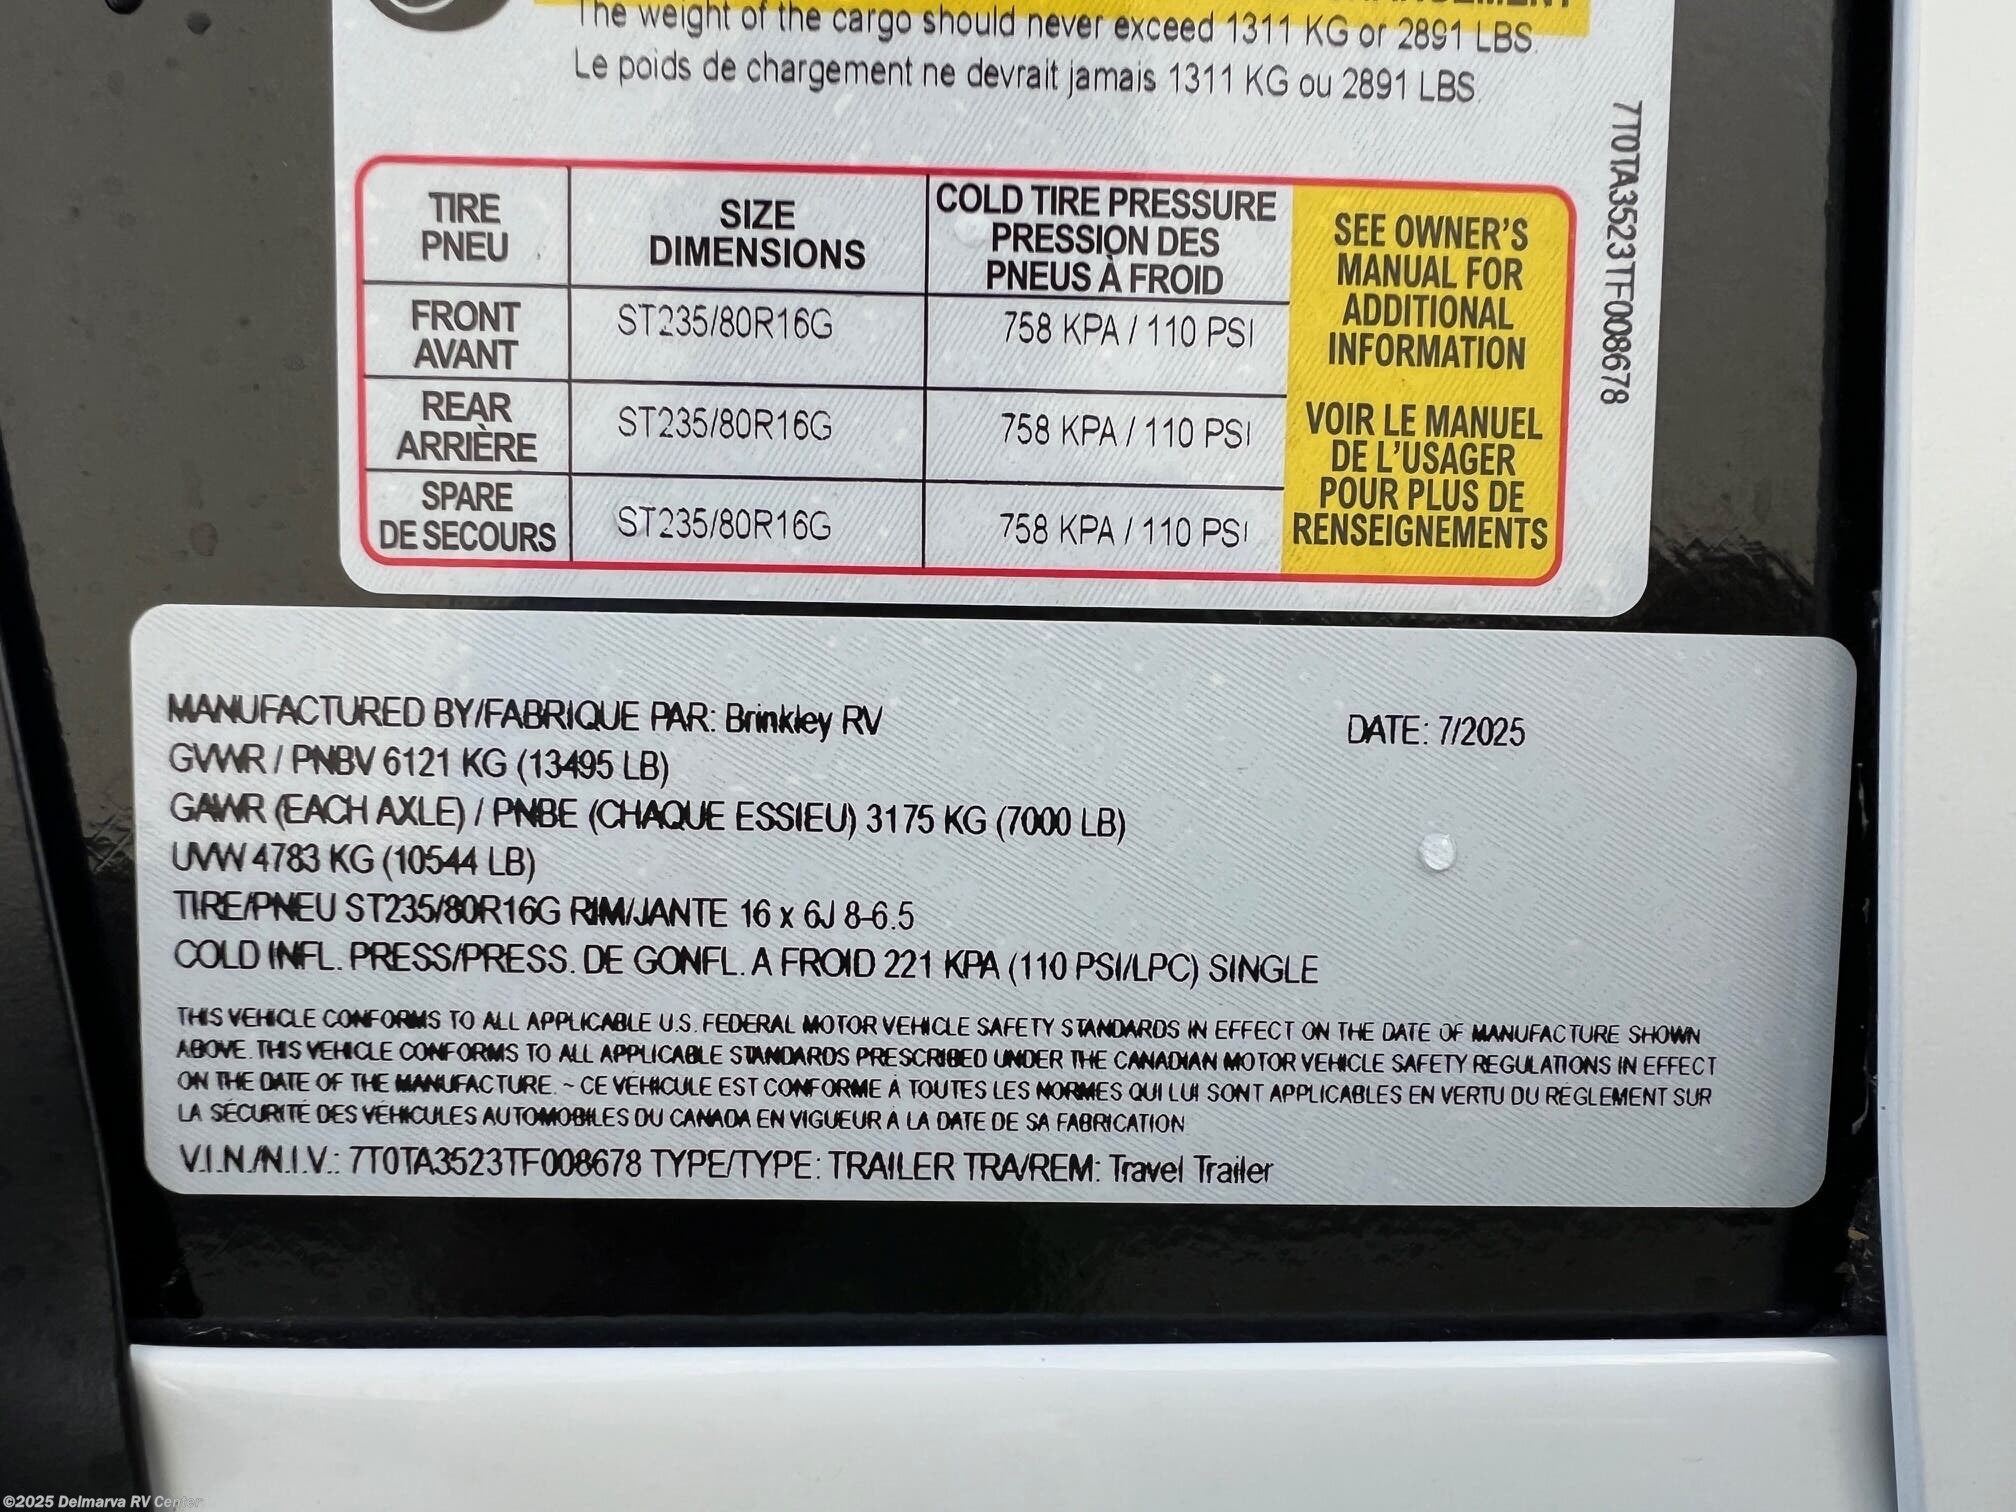 The weight of the cargo should never exceed 1311 KG or 2891 LBS.
Le poids de chargement ne devrait jamais 1311 KG ou 2891 LBS.
7T0TA3523TF008678
TIRE
PNEU
SIZE
DIMENSIONS
COLD TIRE PRESSURE
PRESSION DES
PNEUS À FROID
FRONT
AVANT
ST235/80R16G
758 KPA / 110 PSI
REAR
ARRIÈRE
ST235/80R16G
758 KPA / 110 PSI
SPARE
DE SECOURS
ST235/80R16G
758 KPA / 110 PSI
SEE OWNER'S
MANUAL FOR
ADDITIONAL
INFORMATION
VOIR LE MANUEL
DE L'USAGER
POUR PLUS DE
RENSEIGNEMENTS
MANUFACTURED BY/FABRIQUE PAR: Brinkley RV
DATE: 7/2025
GVWR / PNBV 6121 KG (13495 LB)
GAWR (EACH AXLE) / PNBE (CHAQUE ESSIEU) 3175 KG (7000 LB)
UVW 4783 KG (10544 LB)
TIRE/PNEU ST235/80R16G RIM/JANTE 16 x 6J 8-6.5
COLD INFL. PRESS/PRESS. DE GONFL. A FROID 221 KPA (110 PSI/LPC) SINGLE
THIS VEHICLE CONFORMS TO ALL APPLICABLE U.S. FEDERAL MOTOR VEHICLE SAFETY STANDARDS IN EFFECT ON THE DATE OF MANUFACTURE SHOWN
ABOVE. THIS VEHICLE CONFORMS TO ALL APPLICABLE STANDARDS PRESCRIBED UNDER THE CANADIAN MOTOR VEHICLE SAFETY REGULATIONS IN EFFECT
ON THE DATE OF THE MANUFACTURE. ~ CE VEHICULE EST CONFORME À TOUTES LES NORMES QUI LUI SONT APPLICABLES EN VERTU DU REGLEMENT SUR
LA SÉCURITÉ DES VÉHICULES AUTOMOBILES DU CANADA EN VIGUEUR À LA DATE DE SA FABRICATION
V.I.N./N.I.V.: 7T0TA3523TF008678 TYPE/TYPE: TRAILER TRA/REM: Travel Trailer
©2025 Delmarva RV Center